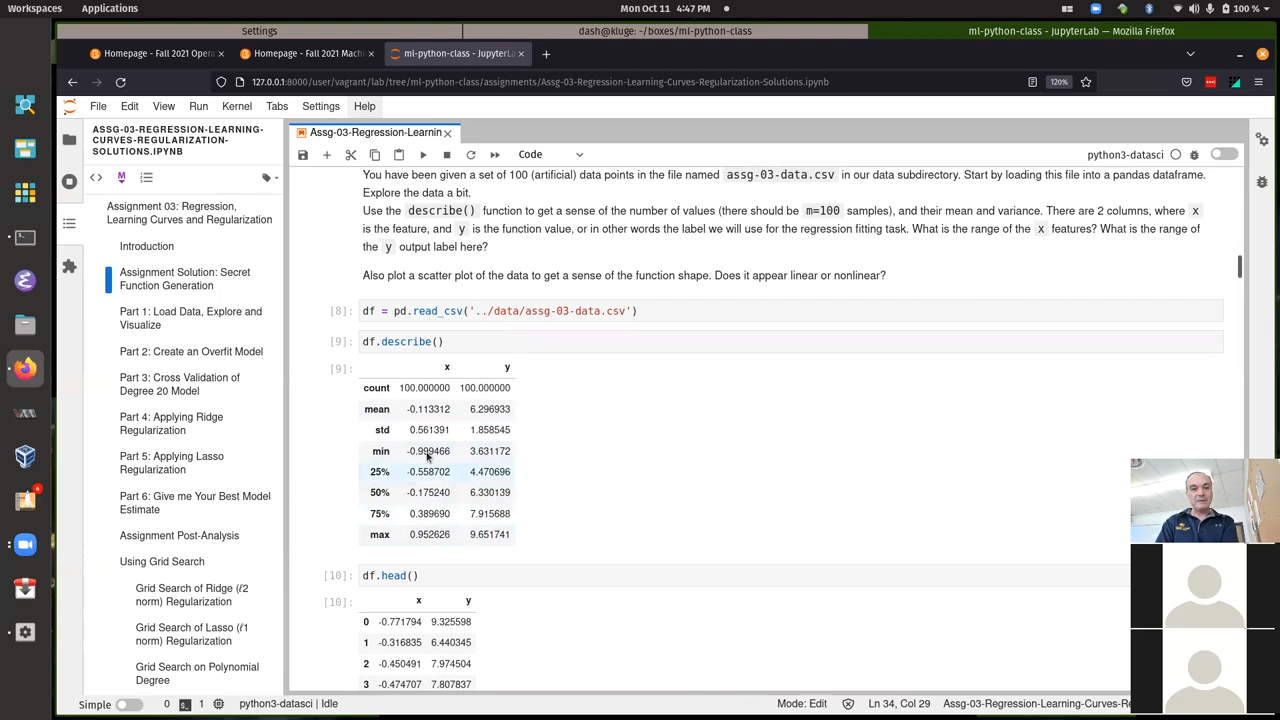 Workspaces
Applications
Mon Oct 11 4:47 PM
100 %
Settings
dash@kluge: ~/boxes/ml-python-class
ml-python-class - JupyterLab — Mozilla Firefox
Homepage - Fall 2021 Opera
Homepage - Fall 2021 Machi
ml-python-class - JupyterLab
127.0.0.1:8000/user/vagrant/lab/tree/ml-python-class/assignments/Assg-03-Regression-Learning-Curves-Regularization-Solutions.ipynb
120%
File Edit View Run Kernel Tabs Settings Help
ASSG-03-REGRESSION-LEARNING-
CURVES-REGULARIZATION-
SOLUTIONS.IPYNB
Assignment 03: Regression,
Learning Curves and Regularization
Introduction
Assignment Solution: Secret
Function Generation
Part 1: Load Data, Explore and
Visualize
Part 2: Create an Overfit Model
Part 3: Cross Validation of
Degree 20 Model
Part 4: Applying Ridge
Regularization
Part 5: Applying Lasso
Regularization
Part 6: Give me Your Best Model
Estimate
Assignment Post-Analysis
Using Grid Search
Grid Search of Ridge (ℓ2
norm) Regularization
Grid Search of Lasso (ℓ1
norm) Regularization
Grid Search on Polynomial
Degree
Assg-03-Regression-Learnin
Code
python3-datasci
You have been given a set of 100 (artificial) data points in the file named assg-03-data.csv in our data subdirectory. Start by loading this file into a pandas dataframe.
Explore the data a bit.
Use the describe() function to get a sense of the number of values (there should be m=100 samples), and their mean and variance. There are 2 columns, where x
is the feature, and y is the function value, or in other words the label we will use for the regression fitting task. What is the range of the x features? What is the range of
the y output label here?
Also plot a scatter plot of the data to get a sense of the function shape. Does it appear linear or nonlinear?
[8]: df = pd.read_csv('../data/assg-03-data.csv')
[9]: df.describe()
[9]: x y
count 100.000000 100.000000
mean -0.113312 6.296933
std 0.561391 1.858545
min -0.999466 3.631172
25% -0.558702 4.470696
50% -0.175240 6.330139
75% 0.389690 7.915688
max 0.952626 9.651741
[10]: df.head()
[10]: x y
0 -0.771794 9.325598
1 -0.316835 6.440345
2 -0.450491 7.974504
3 -0.474707 7.807837
Simple 0 1 python3-datasci | Idle
Mode: Edit Ln 34, Col 29 Assg-03-Regression-Learning-Curves-Re